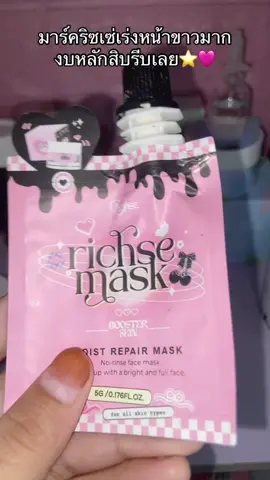 มาร์คริชเซ่เร่งหน้าขาวมาก
งบหลักสิบรีบเลย⭐💖
richse
mask
BOOSTER
SKIN
OIST REPAIR MASK
No-rinse face mask
up with a bright and full face.
5G /0.176FL.OZ.
for all skin types